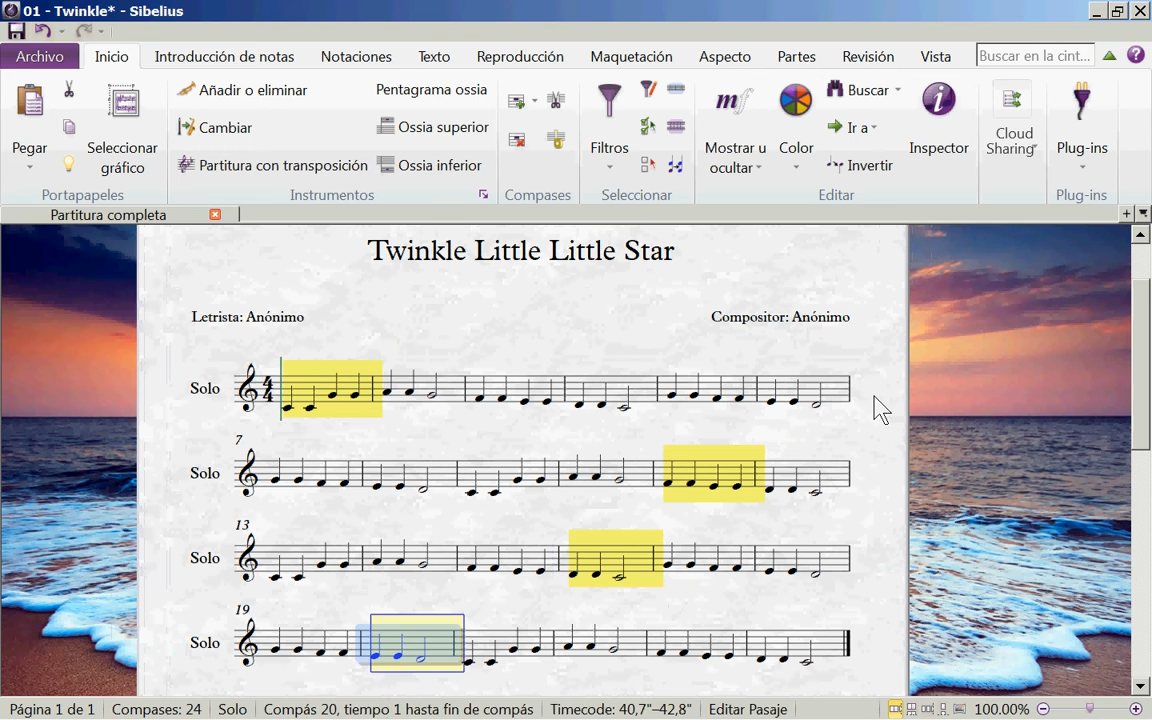 01 - Twinkle* - Sibelius
Archivo Inicio Introducción de notas Notaciones Texto Reproducción Maquetación Aspecto Partes Revisión Vista Buscar en la cint...
Pegar
Seleccionar gráfico
Portapapeles
Añadir o eliminar
Cambiar
Partitura con transposición
Pentagrama ossia
Ossia superior
Ossia inferior
Instrumentos
Compases
Filtros
Seleccionar
Mostrar u ocultar
Color
Buscar
Ir a
Invertir
Inspector
Editar
Cloud Sharing
Plug-ins
Plug-ins
Partitura completa
Twinkle Little Little Star
Letrista: Anónimo Compositor: Anónimo
Solo 4 4
7
Solo
13
Solo
19
Solo
Página 1 de 1 Compases: 24 Solo Compás 20, tiempo 1 hasta fin de compás Timecode: 40,7"–42,8" Editar Pasaje 100.00%